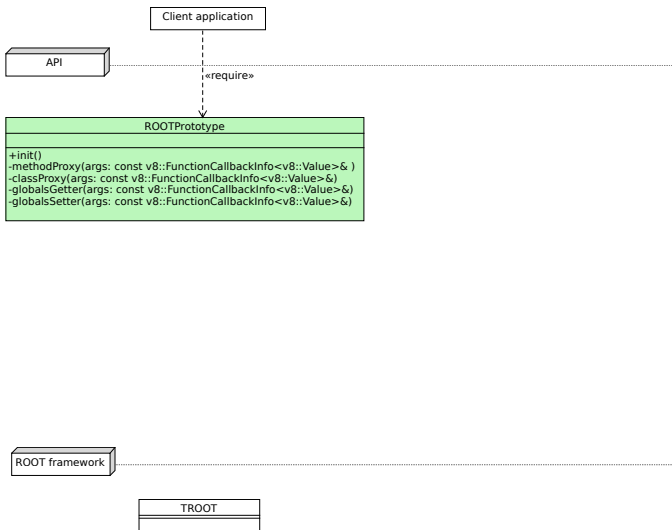 Client application
API
«require»
ROOTPrototype
+init()
-methodProxy(args: const v8::FunctionCallbackInfo<v8::Value>& )
-classProxy(args: const v8::FunctionCallbackInfo<v8::Value>&)
-globalsGetter(args: const v8::FunctionCallbackInfo<v8::Value>&)
-globalsSetter(args: const v8::FunctionCallbackInfo<v8::Value>&)
ROOT framework
TROOT